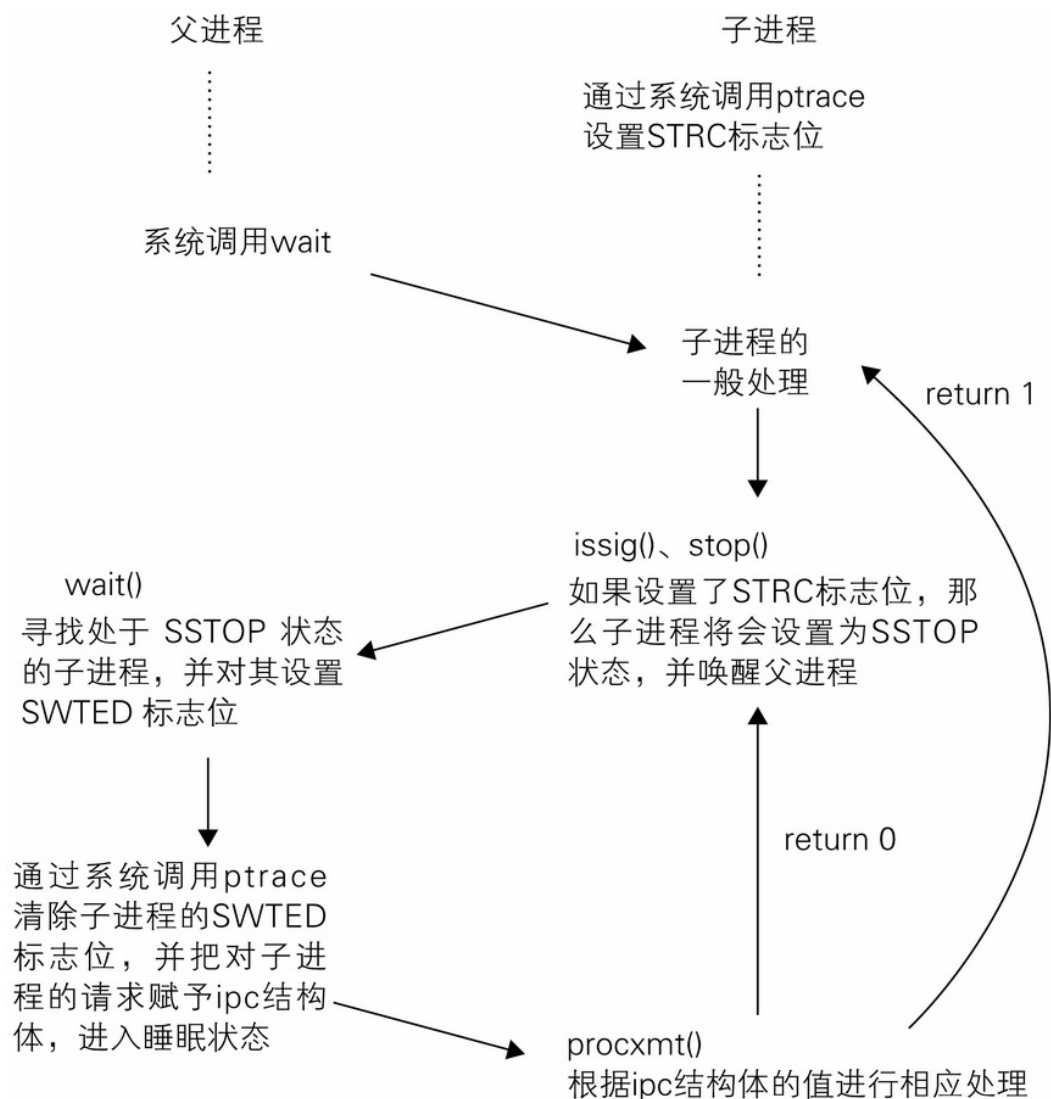 父进程
子进程
通过系统调用ptrace
设置STRC标志位
系统调用wait
子进程的
一般处理
return 1
issig()、stop()
如果设置了STRC标志位，那
么子进程将会设置为SSTOP
状态，并唤醒父进程
wait()
寻找处于 SSTOP 状态
的子进程，并对其设置
SWTED 标志位
return 0
通过系统调用ptrace
清除子进程的SWTED
标志位，并把对子进
程的请求赋予ipc结构
体，进入睡眠状态
procxmt()
根据ipc结构体的值进行相应处理